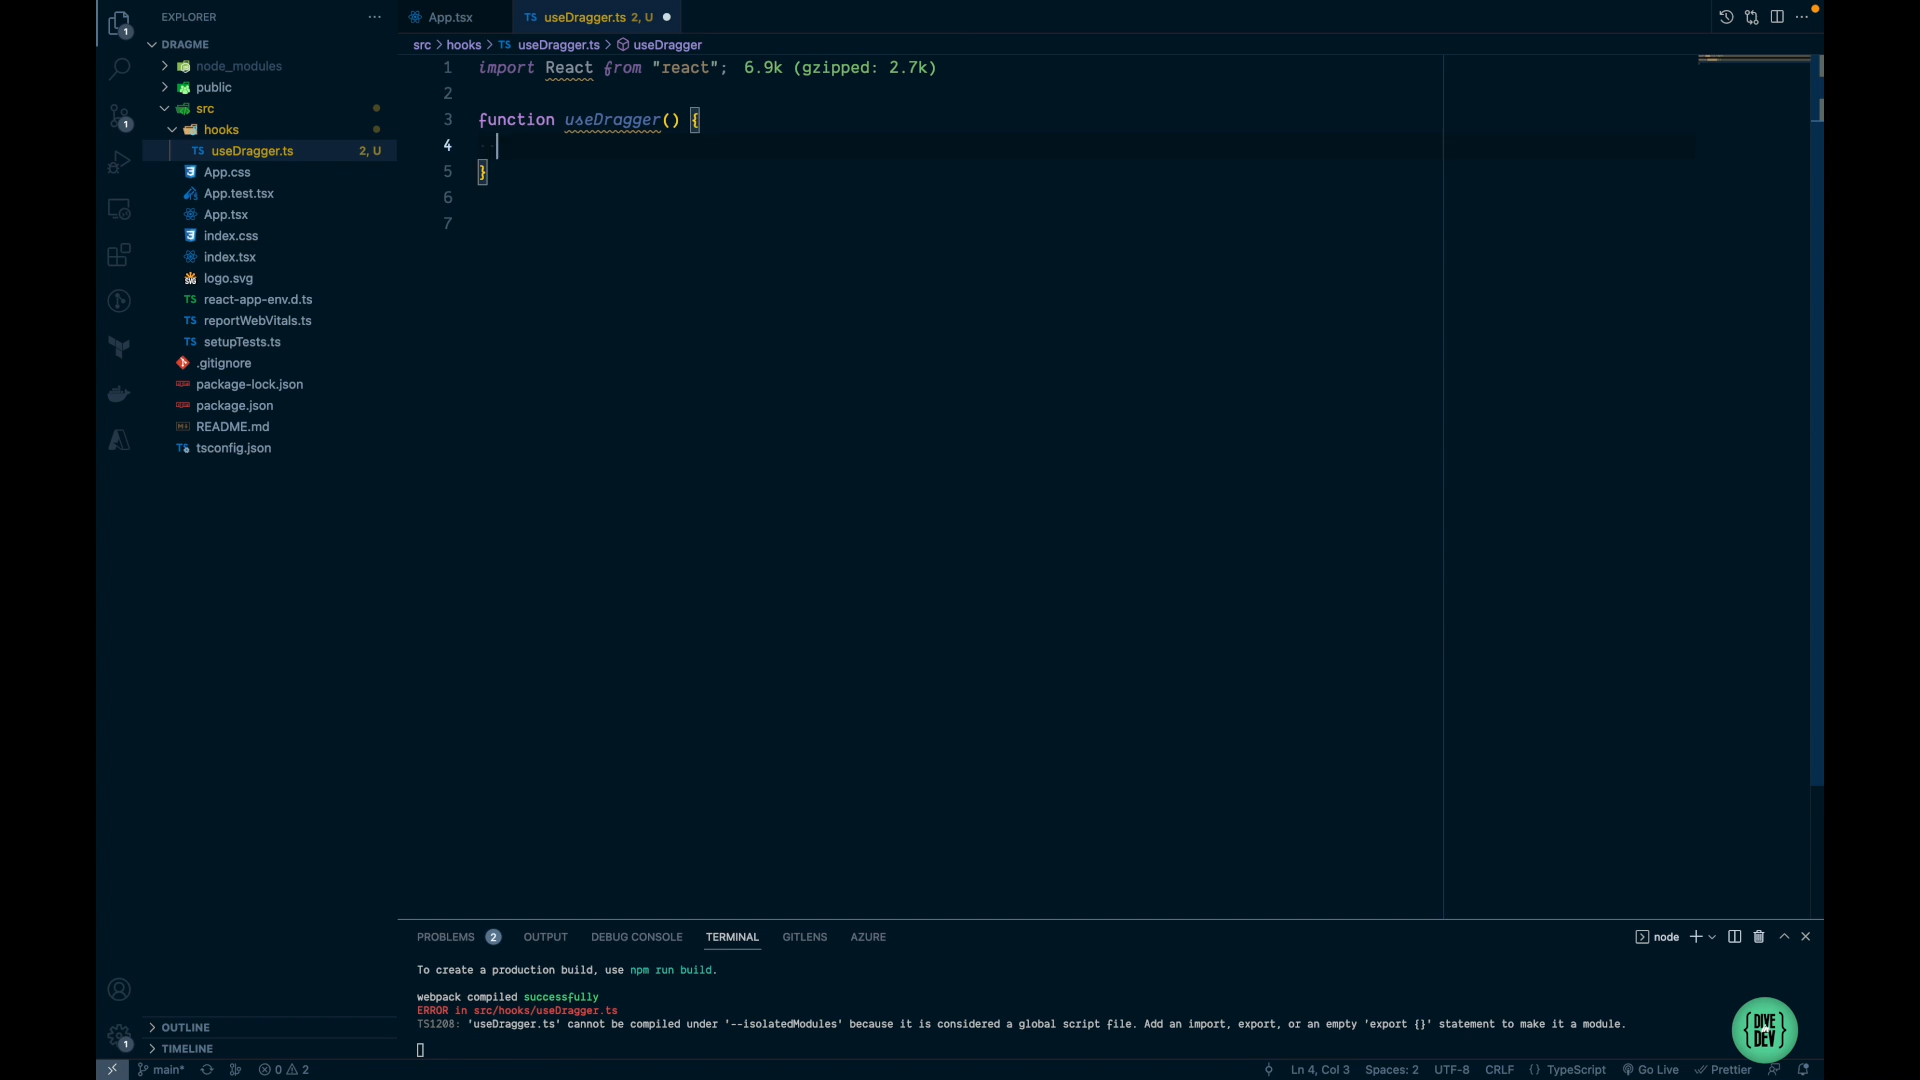 EXPLORER
DRAGME
node_modules
public
src
hooks
TS useDragger.ts 2, U
App.css
App.test.tsx
App.tsx
index.css
index.tsx
SVG logo.svg
TS react-app-env.d.ts
TS reportWebVitals.ts
TS setupTests.ts
.gitignore
package-lock.json
package.json
README.md
TS tsconfig.json
OUTLINE
TIMELINE
1
1
1
App.tsx
TS useDragger.ts 2, U
src > hooks > TS useDragger.ts > useDragger
1 import React from "react"; 6.9k (gzipped: 2.7k)
2
3 function useDragger() {
4
5 }
6
7
PROBLEMS 2 OUTPUT DEBUG CONSOLE TERMINAL GITLENS AZURE
node
To create a production build, use npm run build.
webpack compiled successfully
ERROR in src/hooks/useDragger.ts
TS1208: 'useDragger.ts' cannot be compiled under '--isolatedModules' because it is considered a global script file. Add an import, export, or an empty 'export {}' statement to make it a module.
{DIVE DEV}
main* 0 2 Ln 4, Col 3 Spaces: 2 UTF-8 CRLF {} TypeScript Go Live Prettier